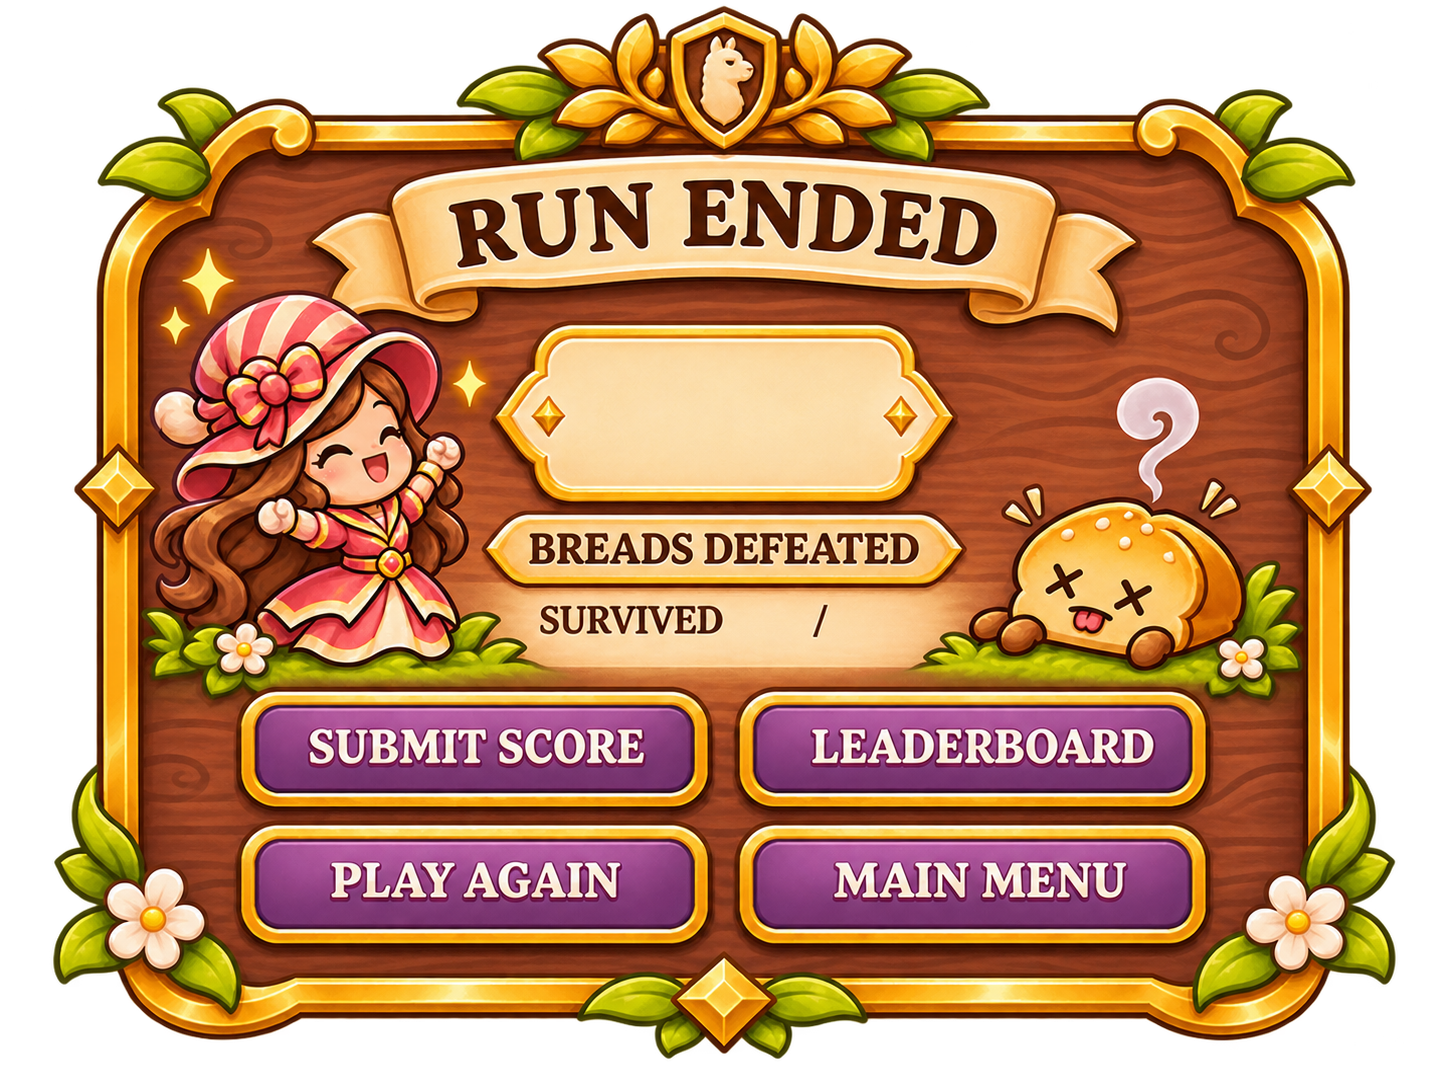 RUN ENDED
BREADS DEFEATED
SURVIVED /
SUBMIT SCORE
LEADERBOARD
PLAY AGAIN
MAIN MENU